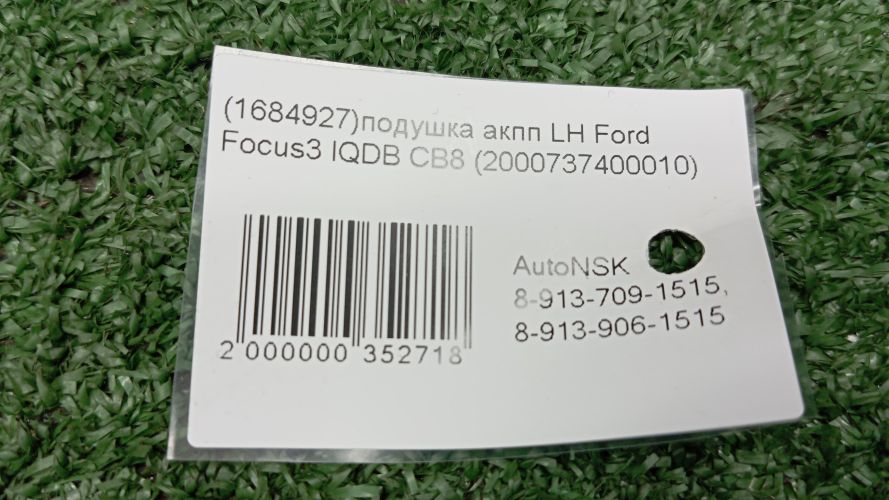 (1684927)подушка акпп LH Ford
Focus3 IQDB CB8 (2000737400010)
AutoNSK
8-913-709-1515,
8-913-906-1515
2 000000 352718